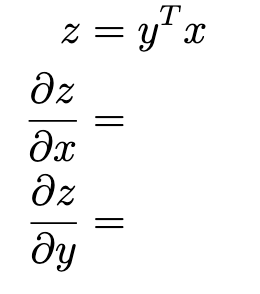 z = y^T x
∂z/∂x =
∂z/∂y =